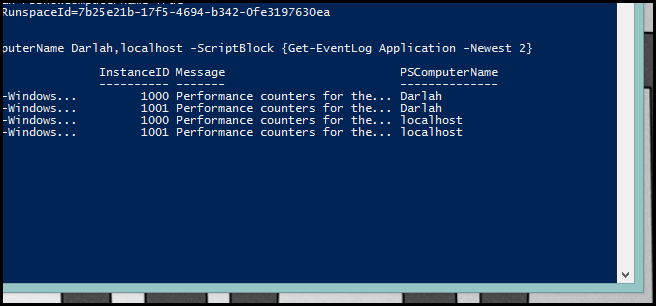 RunspaceId=7b25e21b-17f5-4694-b342-0fe3197630ea
puterName Darlah,localhost -ScriptBlock {Get-EventLog Application -Newest 2}
InstanceID Message PSComputerName
---------- ------- --------------
-Windows... 1000 Performance counters for the... Darlah
-Windows... 1001 Performance counters for the... Darlah
-Windows... 1000 Performance counters for the... localhost
-Windows... 1001 Performance counters for the... localhost